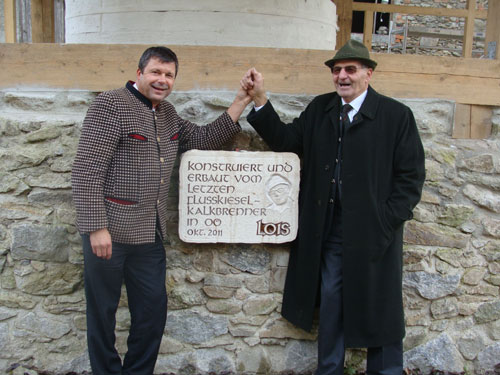 KONSTRUIERT UND
ERBAUT VOM
LETZTEN
FLUSSKIESEL-
KALKBRENNER
IN OÖ
OKT. 2011
LOIS